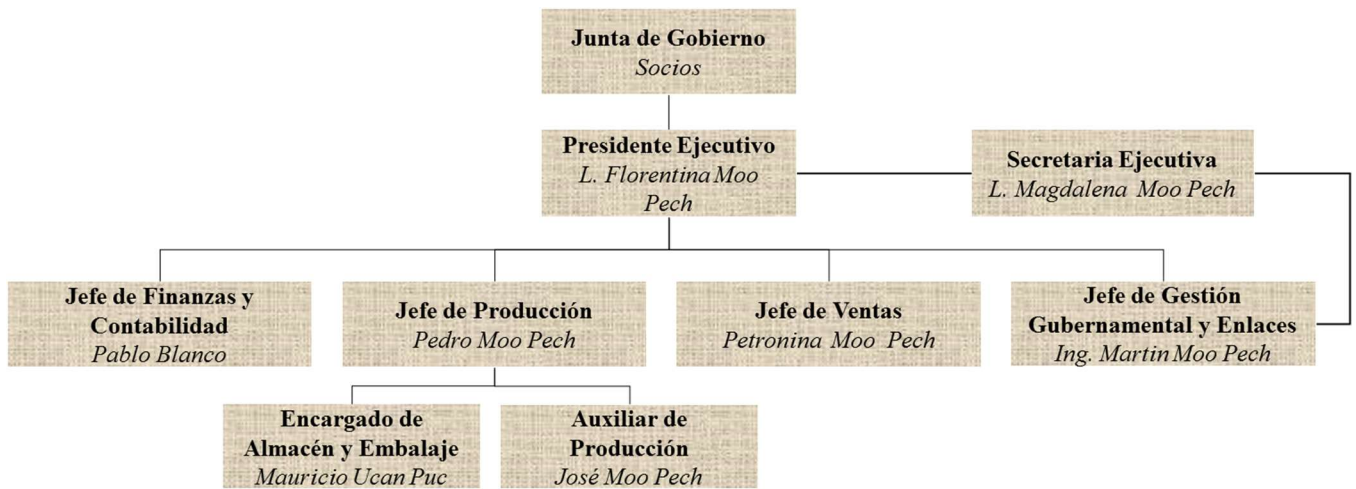 Junta de Gobierno
Socios
Presidente Ejecutivo
L. Florentina Moo
Pech
Secretaria Ejecutiva
L. Magdalena Moo Pech
Jefe de Finanzas y
Contabilidad
Pablo Blanco
Jefe de Producción
Pedro Moo Pech
Jefe de Ventas
Petronina Moo Pech
Jefe de Gestión
Gubernamental y Enlaces
Ing. Martin Moo Pech
Encargado de
Almacén y Embalaje
Mauricio Ucan Puc
Auxiliar de
Producción
José Moo Pech